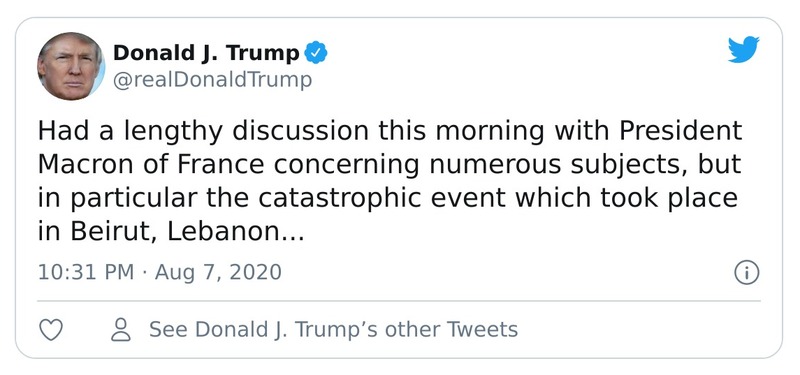 Donald J. Trump
@realDonaldTrump
Had a lengthy discussion this morning with President
Macron of France concerning numerous subjects, but
in particular the catastrophic event which took place
in Beirut, Lebanon...
10:31 PM · Aug 7, 2020
See Donald J. Trump’s other Tweets